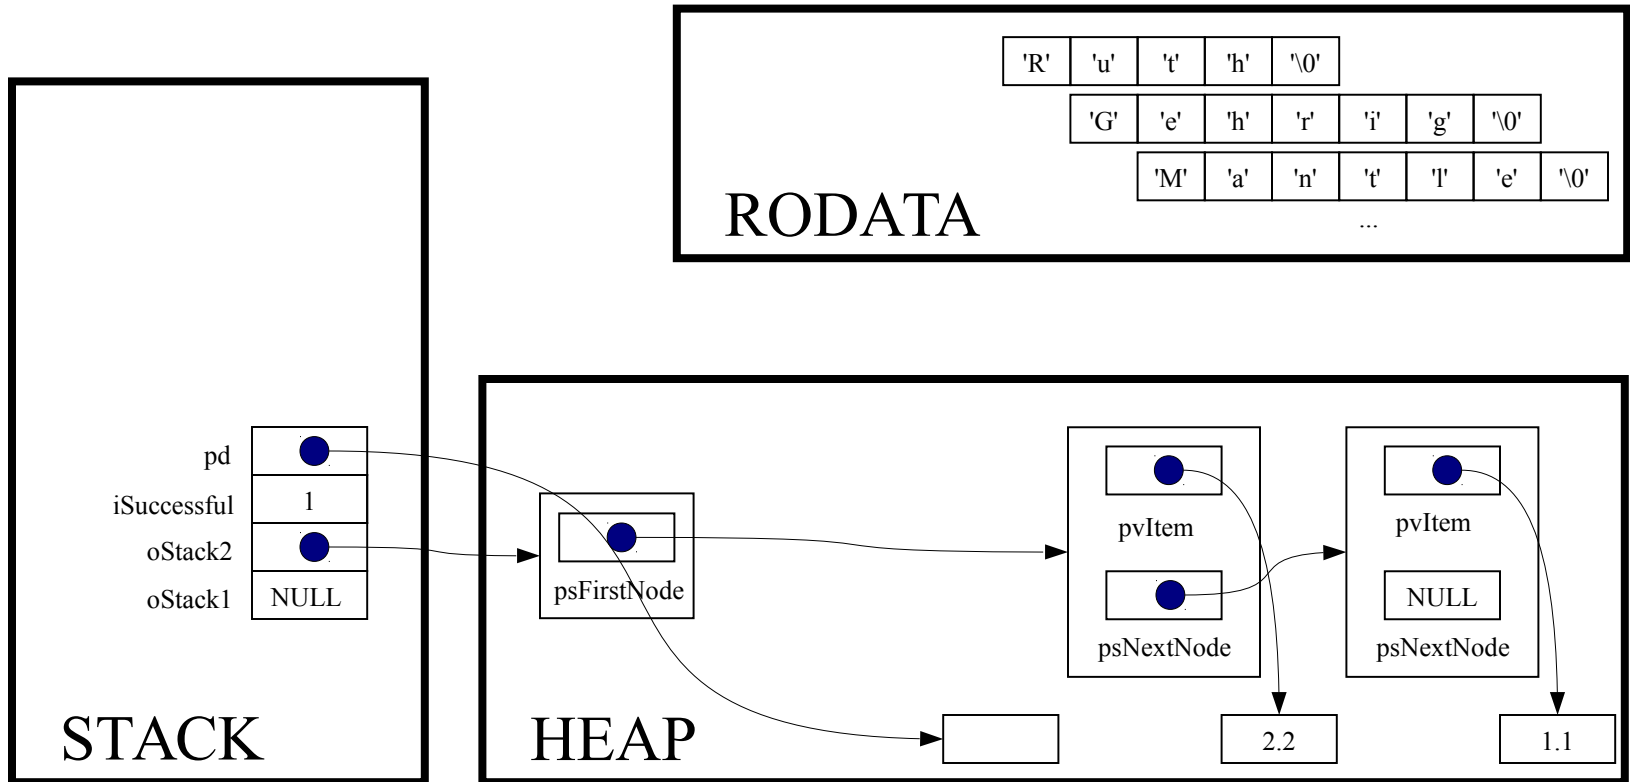 'R' 'u' 't' 'h' '\0'
'G' 'e' 'h' 'r' 'i' 'g' '\0'
'M' 'a' 'n' 't' 'l' 'e' '\0'
...
RODATA
pd
iSuccessful 1
oStack2
oStack1 NULL
STACK
psFirstNode
pvItem
psNextNode
pvItem
NULL
psNextNode
HEAP
2.2
1.1